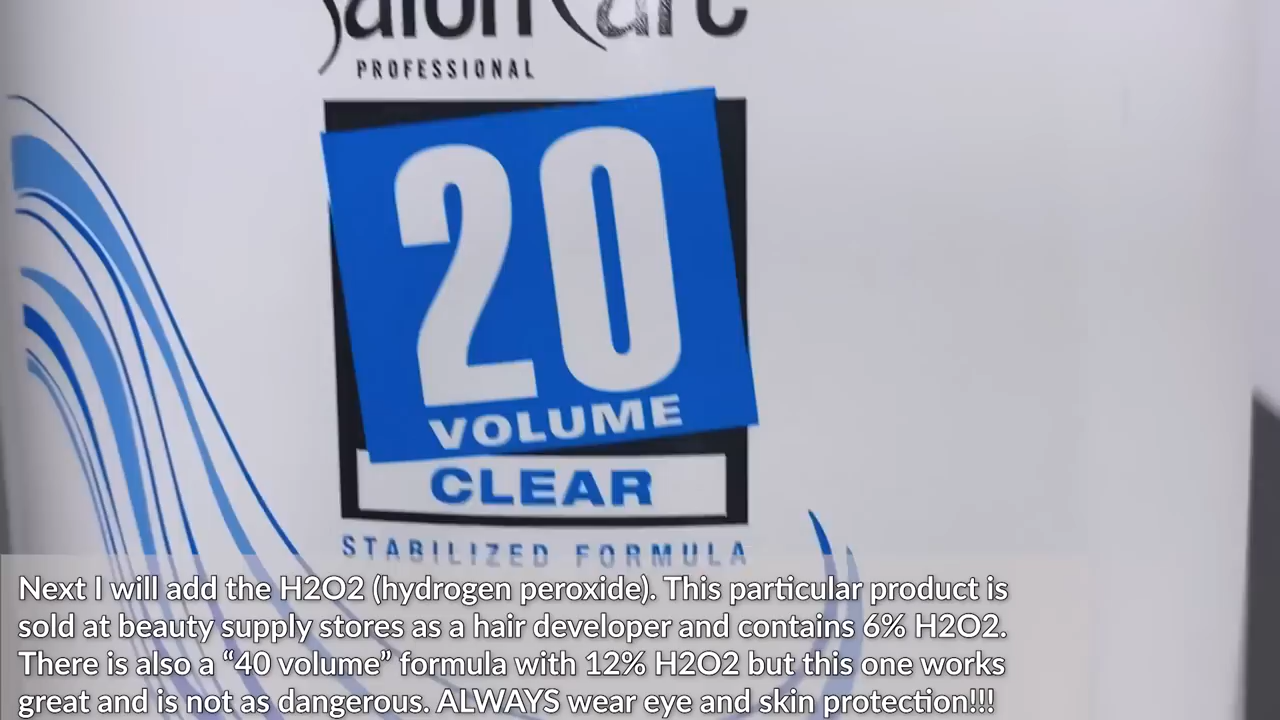 Salon Care
PROFESSIONAL
20
VOLUME
CLEAR
STABILIZED FORMULA
Next I will add the H2O2 (hydrogen peroxide). This particular product is
sold at beauty supply stores as a hair developer and contains 6% H2O2.
There is also a “40 volume” formula with 12% H2O2 but this one works
great and is not as dangerous. ALWAYS wear eye and skin protection!!!